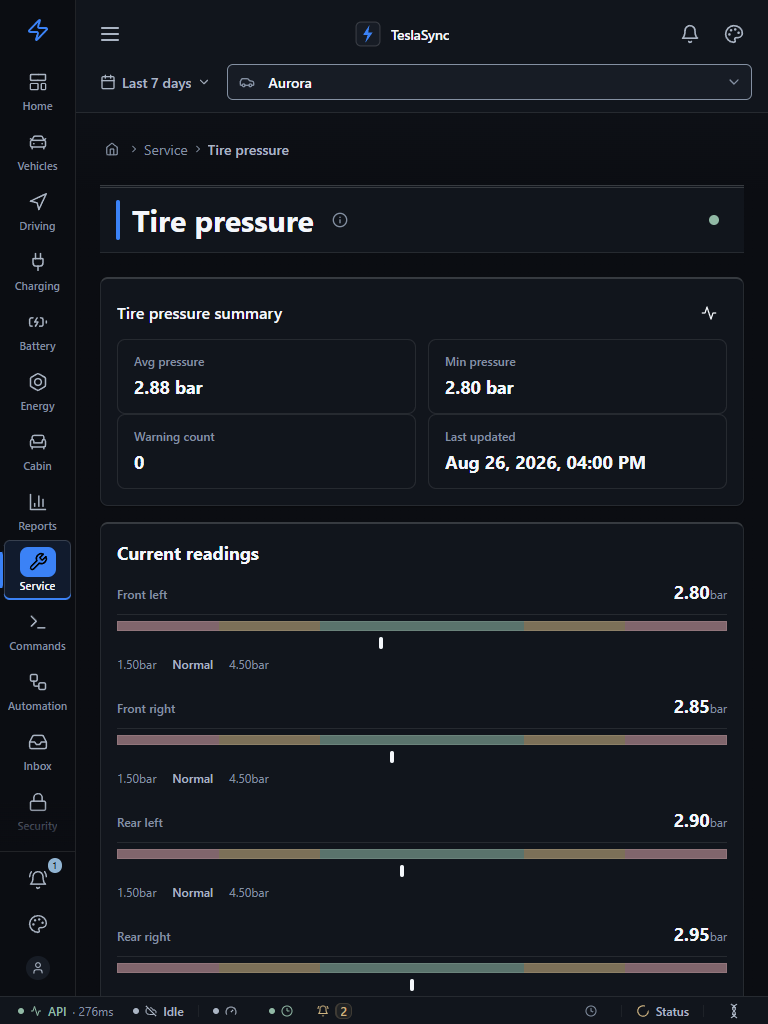 TeslaSync
Last 7 days
Aurora
Home
Vehicles
Driving
Charging
Battery
Energy
Cabin
Reports
Service
Commands
Automation
Inbox
Security
1
Service > Tire pressure
Tire pressure
Tire pressure summary
Avg pressure
2.88 bar
Min pressure
2.80 bar
Warning count
0
Last updated
Aug 26, 2026, 04:00 PM
Current readings
Front left 2.80bar
1.50bar Normal 4.50bar
Front right 2.85bar
1.50bar Normal 4.50bar
Rear left 2.90bar
1.50bar Normal 4.50bar
Rear right 2.95bar
API · 276ms Idle 2 Status